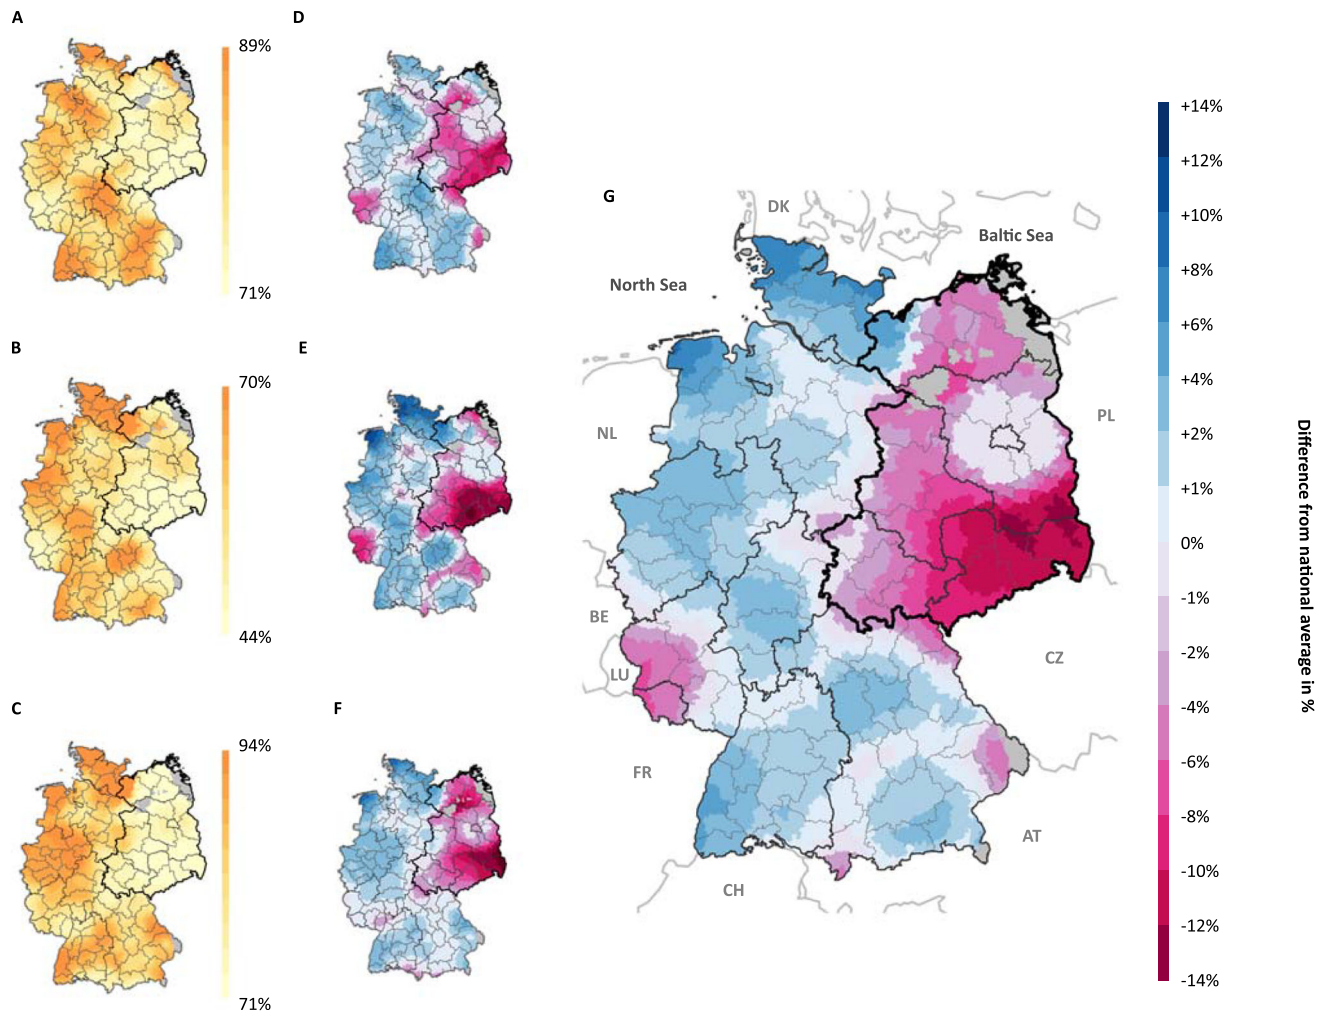 A
89%
71%
B
70%
44%
C
94%
71%
D
E
F
G
DK
Baltic Sea
North Sea
NL
PL
BE
LU
CZ
FR
AT
CH
+14%
+12%
+10%
+8%
+6%
+4%
+2%
+1%
0%
-1%
-2%
-4%
-6%
-8%
-10%
-12%
-14%
Difference from national average in %